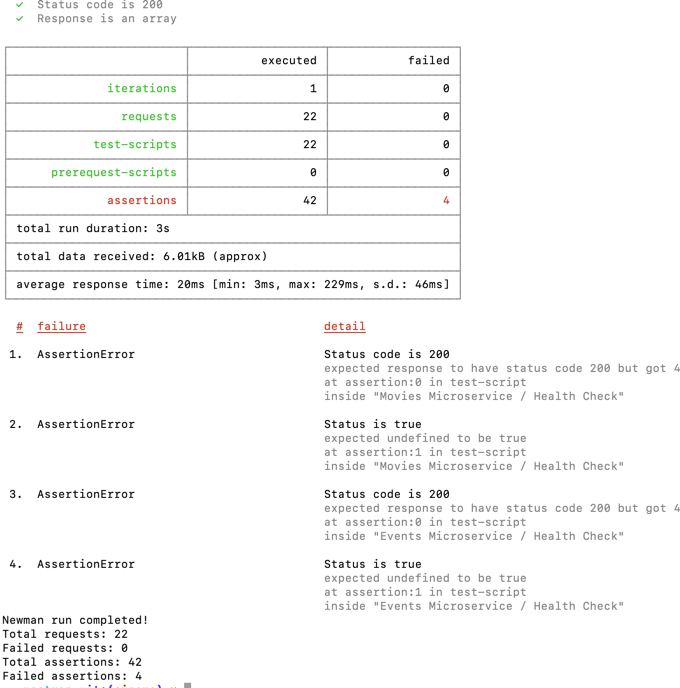 ✓ Status code is 200
✓ Response is an array
executed failed
iterations 1 0
requests 22 0
test-scripts 22 0
prerequest-scripts 0 0
assertions 42 4
total run duration: 3s
total data received: 6.01kB (approx)
average response time: 20ms [min: 3ms, max: 229ms, s.d.: 46ms]
# failure detail
1. AssertionError Status code is 200
expected response to have status code 200 but got 4
at assertion:0 in test-script
inside "Movies Microservice / Health Check"
2. AssertionError Status is true
expected undefined to be true
at assertion:1 in test-script
inside "Movies Microservice / Health Check"
3. AssertionError Status code is 200
expected response to have status code 200 but got 4
at assertion:0 in test-script
inside "Events Microservice / Health Check"
4. AssertionError Status is true
expected undefined to be true
at assertion:1 in test-script
inside "Events Microservice / Health Check"
Newman run completed!
Total requests: 22
Failed requests: 0
Total assertions: 42
Failed assertions: 4